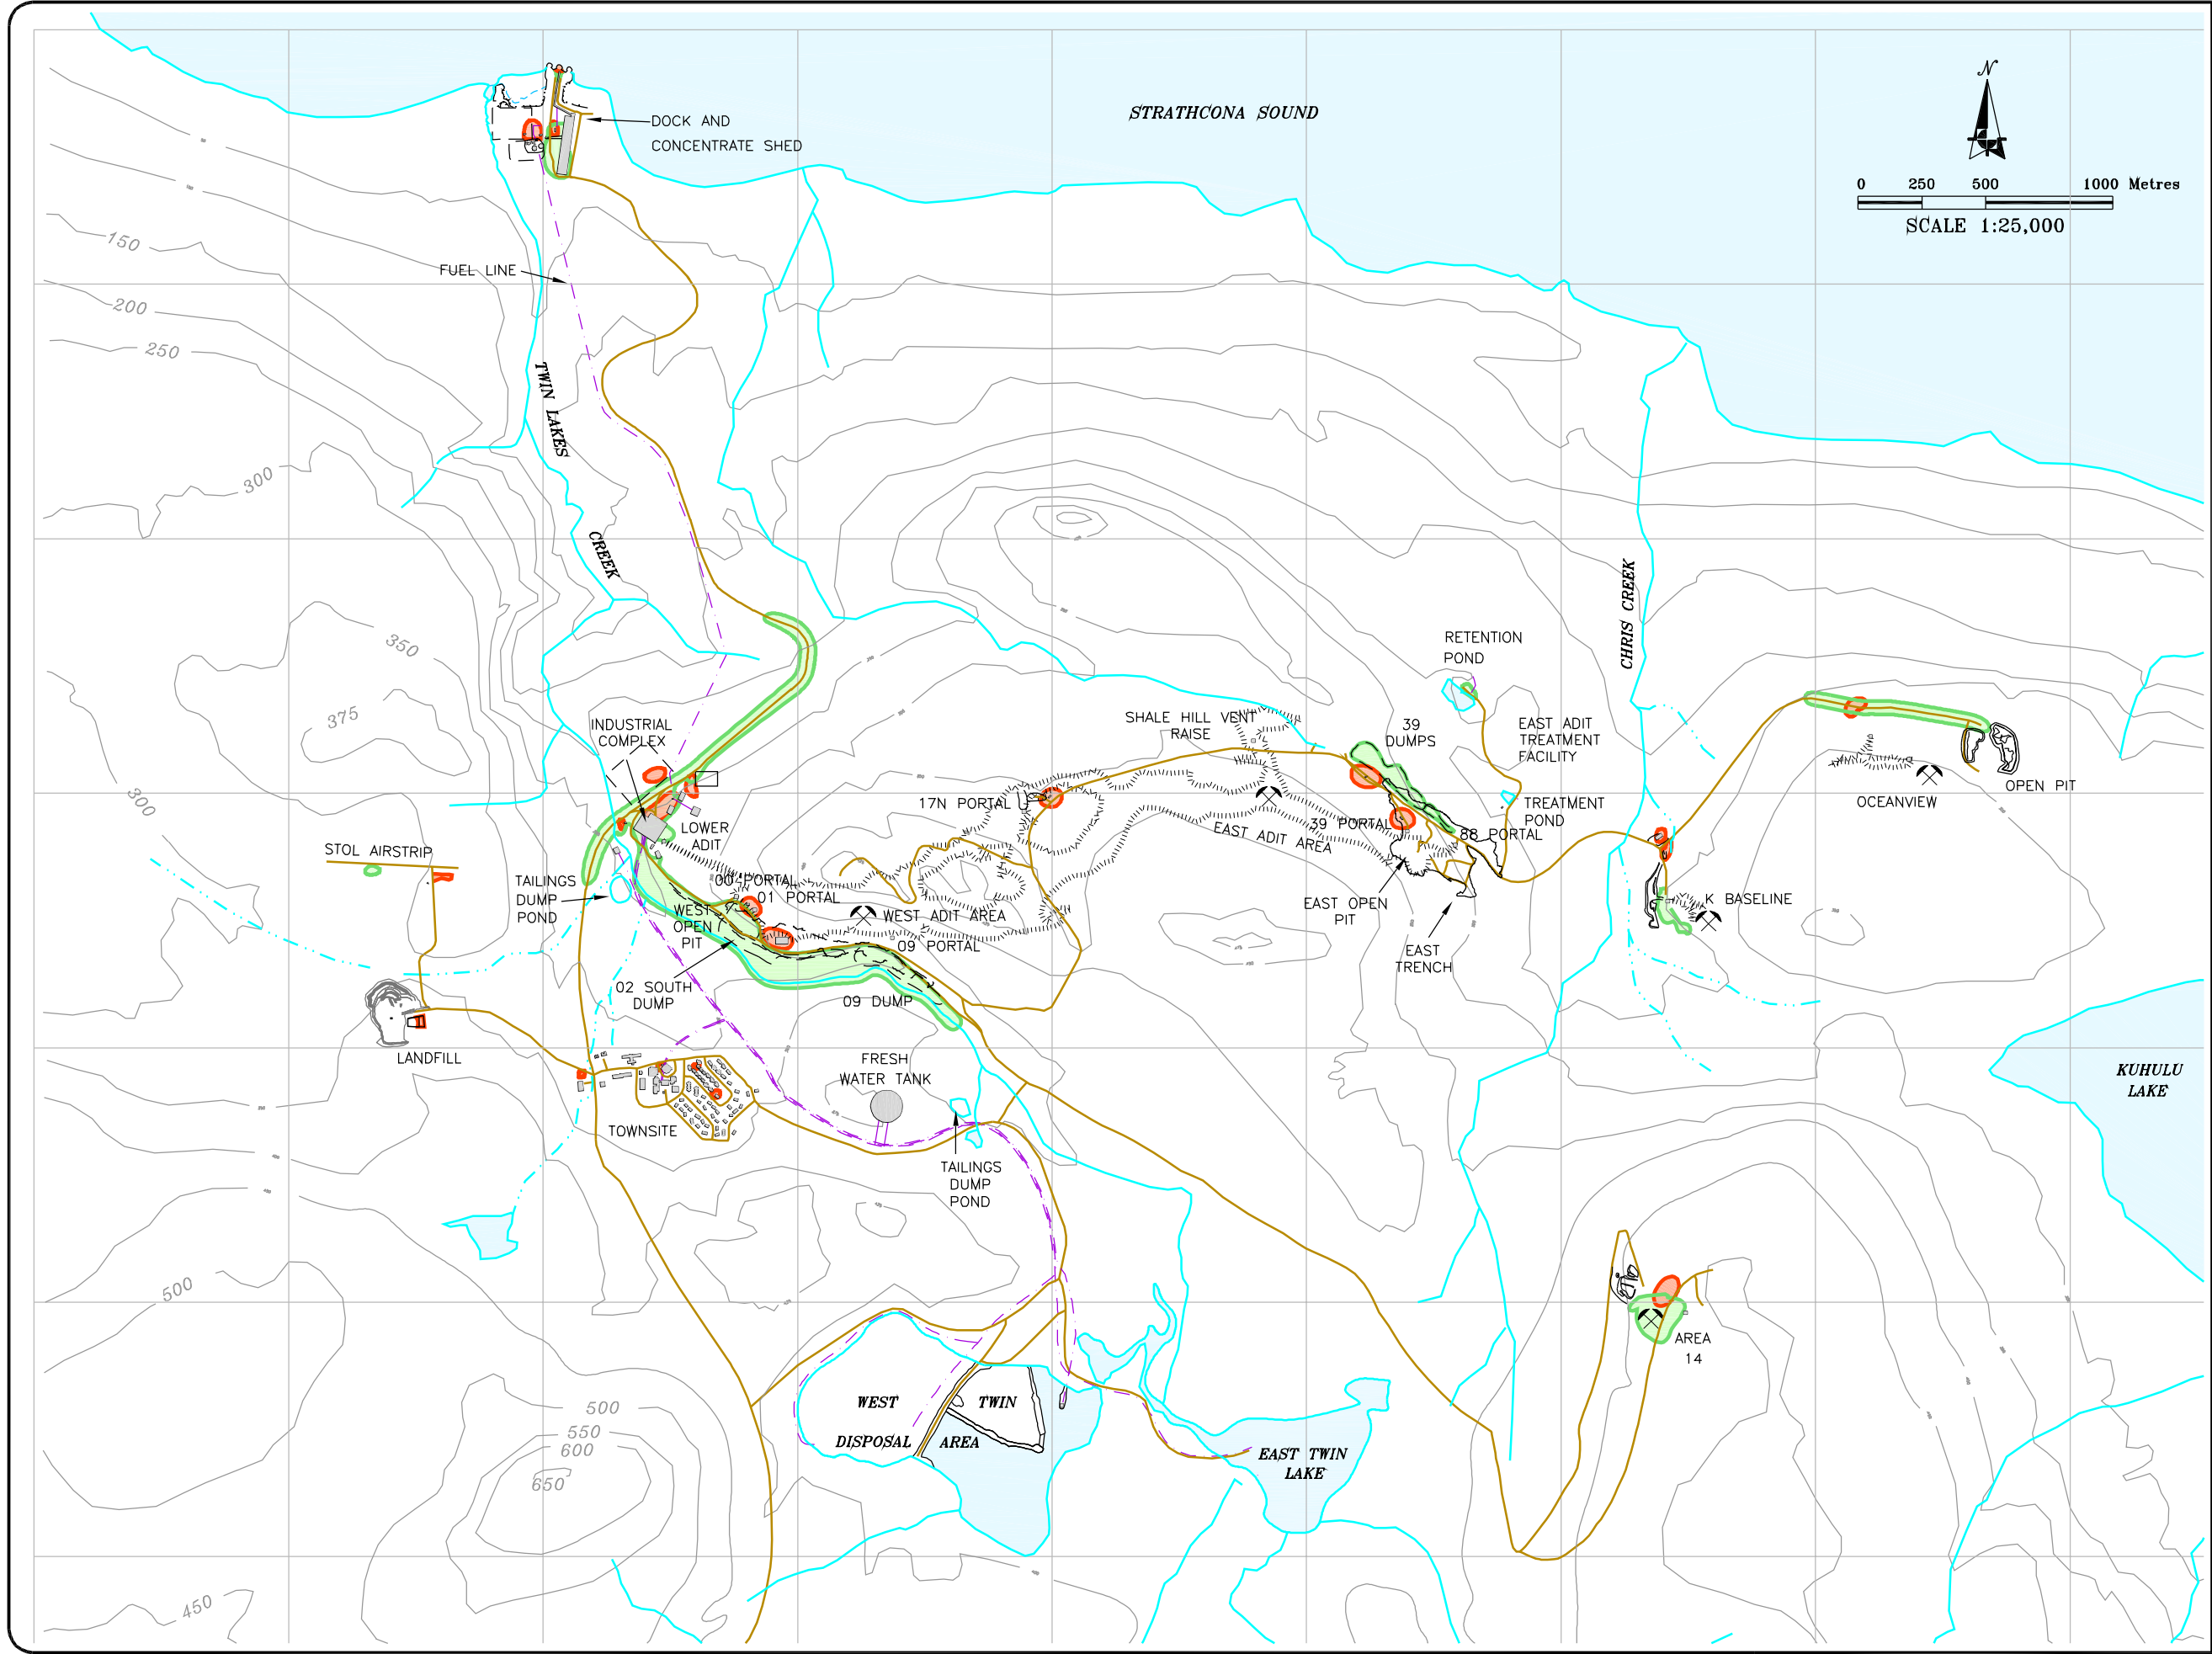 STRATHCONA SOUND
N
0 250 500 1000 Metres
SCALE 1:25,000
DOCK AND
CONCENTRATE SHED
150
FUEL LINE
200
250
TWIN LAKES
CREEK
300
350
375
300
CHRIS CREEK
RETENTION
POND
INDUSTRIAL
COMPLEX
SHALE HILL VENT
RAISE
39
DUMPS
EAST ADIT
TREATMENT
FACILITY
OPEN PIT
OCEANVIEW
17N PORTAL
TREATMENT
POND
39 PORTAL
88 PORTAL
EAST ADIT AREA
LOWER
ADIT
STOL AIRSTRIP
TAILINGS
DUMP
POND
00 PORTAL
01 PORTAL
WEST
OPEN
PIT
WEST ADIT AREA
09 PORTAL
EAST OPEN
PIT
K BASELINE
EAST
TRENCH
02 SOUTH
DUMP
09 DUMP
LANDFILL
FRESH
WATER TANK
KUHULU
LAKE
TOWNSITE
TAILINGS
DUMP
POND
500
AREA
14
500
550
600
650
WEST TWIN
DISPOSAL AREA
EAST TWIN
LAKE
450